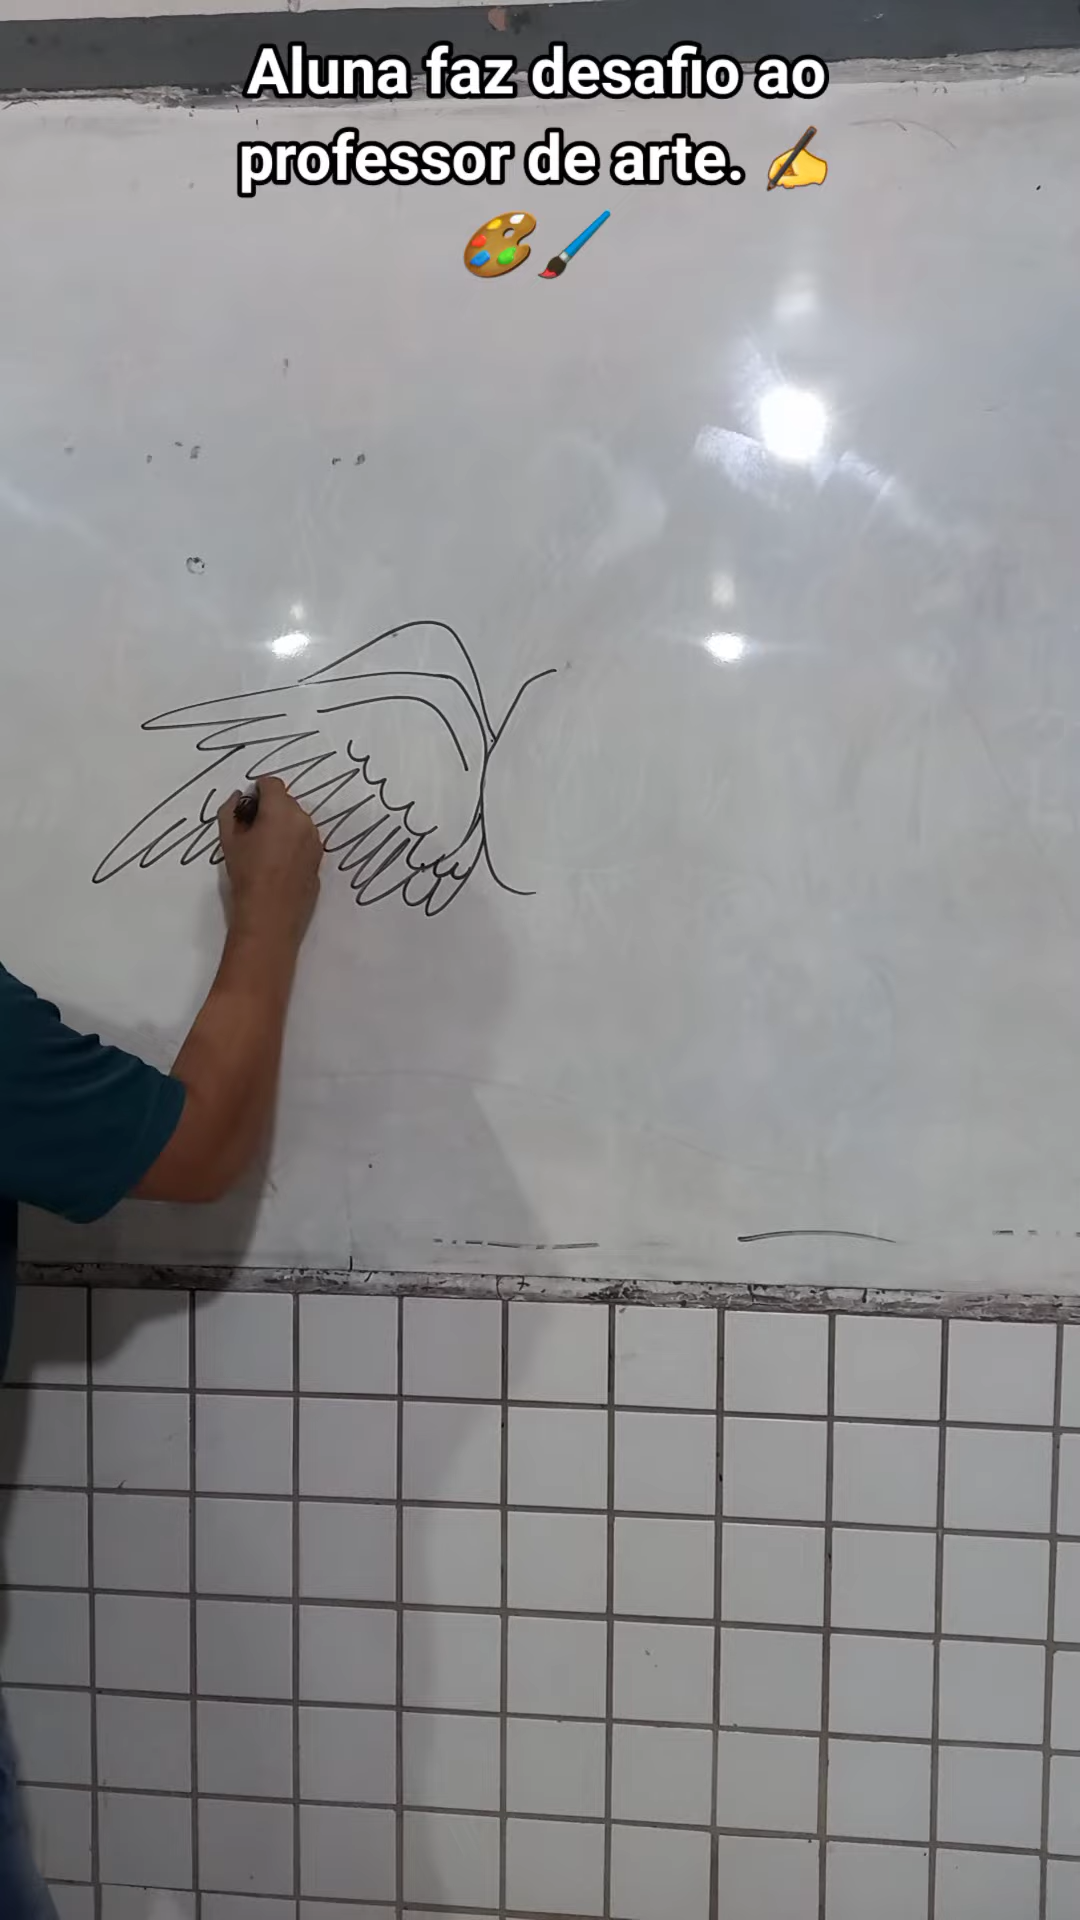 Aluna faz desafio ao
professor de arte. ✍️
🎨🖌️